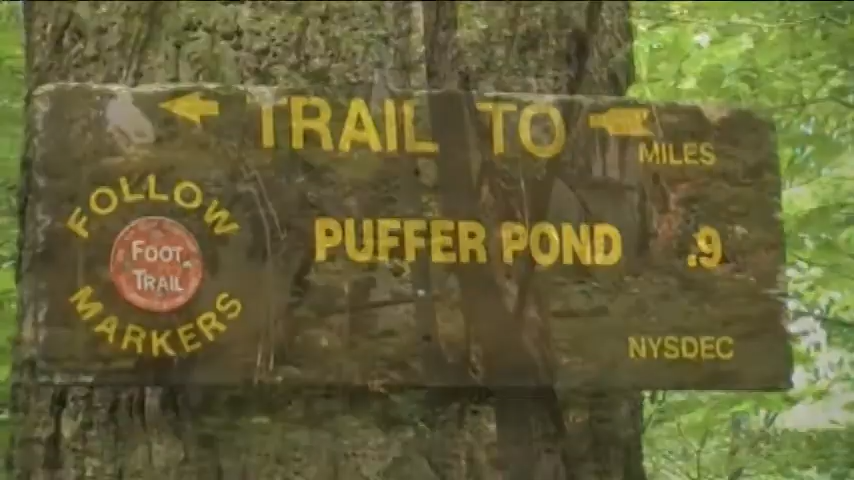 TRAIL TO
MILES
FOLLOW
FOOT
TRAIL
MARKERS
PUFFER POND .9
NYSDEC